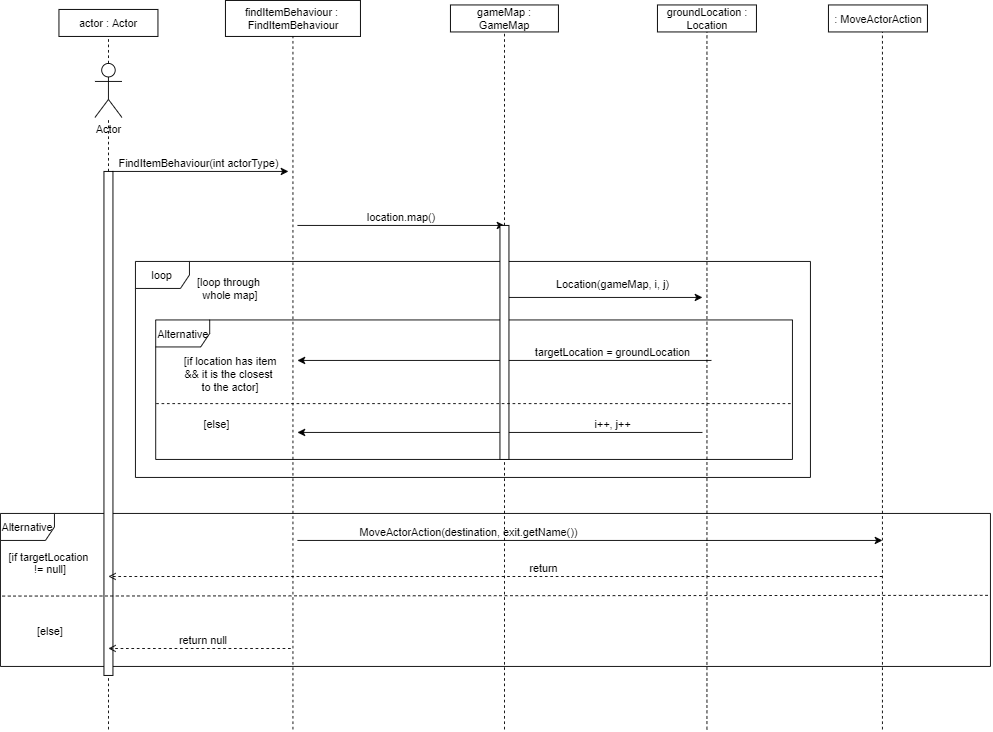 actor : Actor
findItemBehaviour :
FindItemBehaviour
gameMap :
GameMap
groundLocation :
Location
: MoveActorAction
Actor
FindItemBehaviour(int actorType)
location.map()
loop
[loop through
whole map]
Location(gameMap, i, j)
Alternative
targetLocation = groundLocation
[if location has item
&& it is the closest
to the actor]
[else]
i++, j++
Alternative
MoveActorAction(destination, exit.getName())
[if targetLocation
!= null]
return
[else]
return null